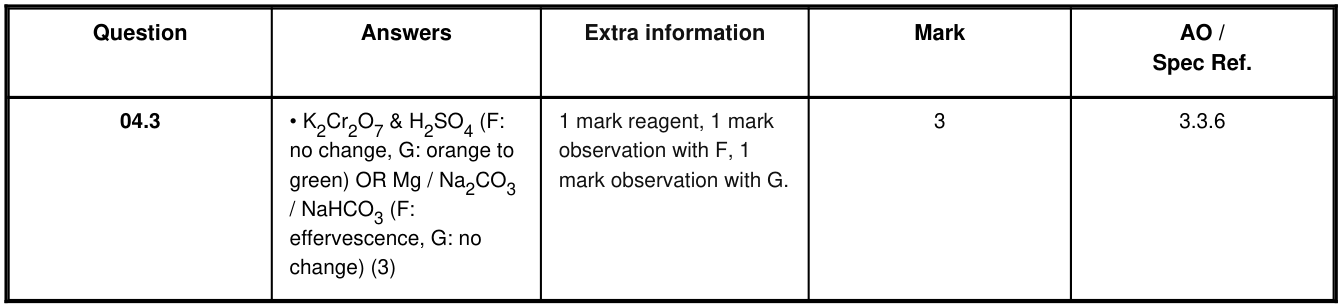 Question Answers Extra information Mark AO /
Spec Ref.
04.3
• K₂Cr₂O₇ & H₂SO₄ (F:
no change, G: orange to
green) OR Mg / Na₂CO₃
/ NaHCO₃ (F:
effervescence, G: no
change) (3)
1 mark reagent, 1 mark
observation with F, 1
mark observation with G.
3
3.3.6